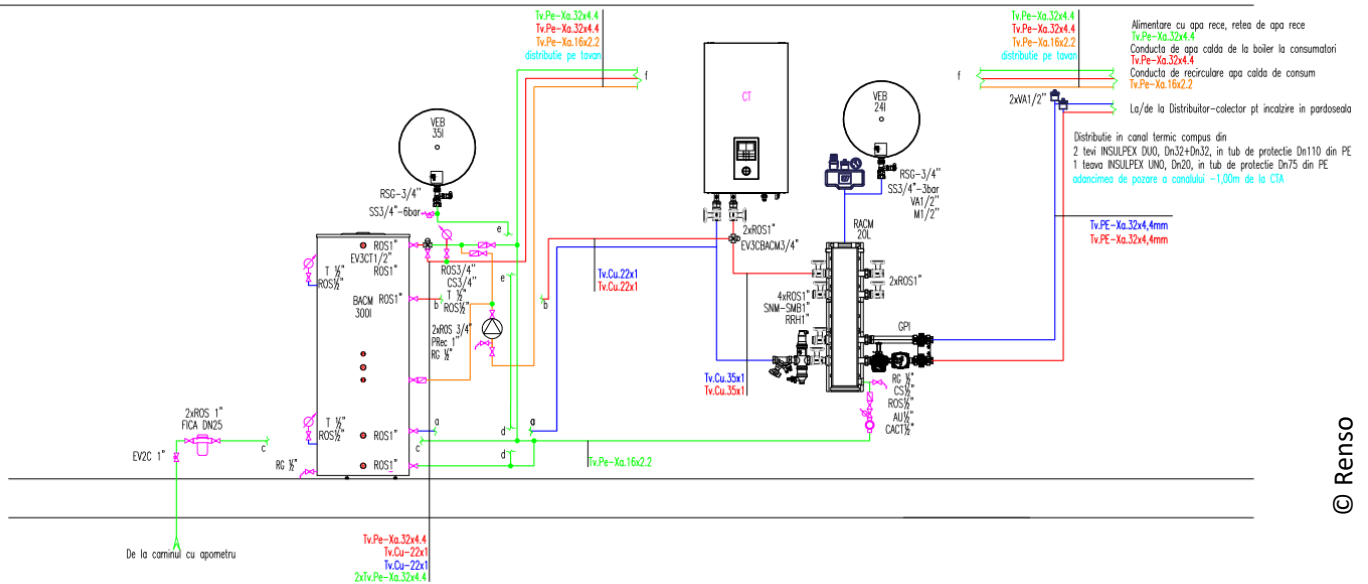 Tv.Pe-Xa.32x4.4
Tv.Pe-Xa.32x4.4
Tv.Pe-Xa.16x2.2
distributie pe tavan
f
CT
Tv.Pe-Xa.32x4.4
Tv.Pe-Xa.32x4.4
Tv.Pe-Xa.16x2.2
distributie pe tavan
f
Alimentare cu apa rece, retea de apa rece
Tv.Pe-Xa.32x4.4
Conducta de apa calda de la boiler la consumatori
Tv.Pe-Xa.32x4.4
Conducta de recirculare apa calda de consum
Tv.Pe-Xa.16x2.2
2xVA1/2"
La/de la Distribuitor-colector pt incalzire in pardoseala
Distributie in canal termic compus din
2 tevi INSULPEX DUO, Dn32+Dn32, in tub de protectie Dn110 din PE
1 teava INSULPEX UNO, Dn20, in tub de protectie Dn75 din PE
adancimea de pozare a canalului -1,00m de la CTA
Tv.PE-Xa.32x4,4mm
Tv.PE-Xa.32x4,4mm
VEB
35l
RSG-3/4"
SS3/4"-6bar
e
VEB
24l
RSG-3/4"
SS3/4"-3bar
VA1/2"
M1/2"
2xROS1"
EV3CBACM3/4"
RACM
20L
ROS1"
EV3CT1/2"
ROS1"
T ½"
ROS½"
BACM
300l
ROS1"
b
ROS3/4"
CS3/4"
T ½"
ROS½"
e
b
Tv.Cu.22x1
Tv.Cu.22x1
2xROS1"
4xROS1"
SNM-SMB1"
RRH1"
GPI
2xROS 3/4"
PRec 1"
RG ½"
Tv.Cu.35x1
Tv.Cu.35x1
RG ½"
CS½"
ROS½"
AU½"
CACT½"
2xROS 1"
FICA DN25
c
EV2C 1"
T ½"
ROS½"
ROS1"
a
c
d
a
d
RG ½"
ROS1"
Tv.Pe-Xa.16x2.2
De la caminul cu apometru
Tv.Pe-Xa.32x4.4
Tv.Cu-22x1
Tv.Cu-22x1
2xTv.Pe-Xa.32x4.4
© Renso